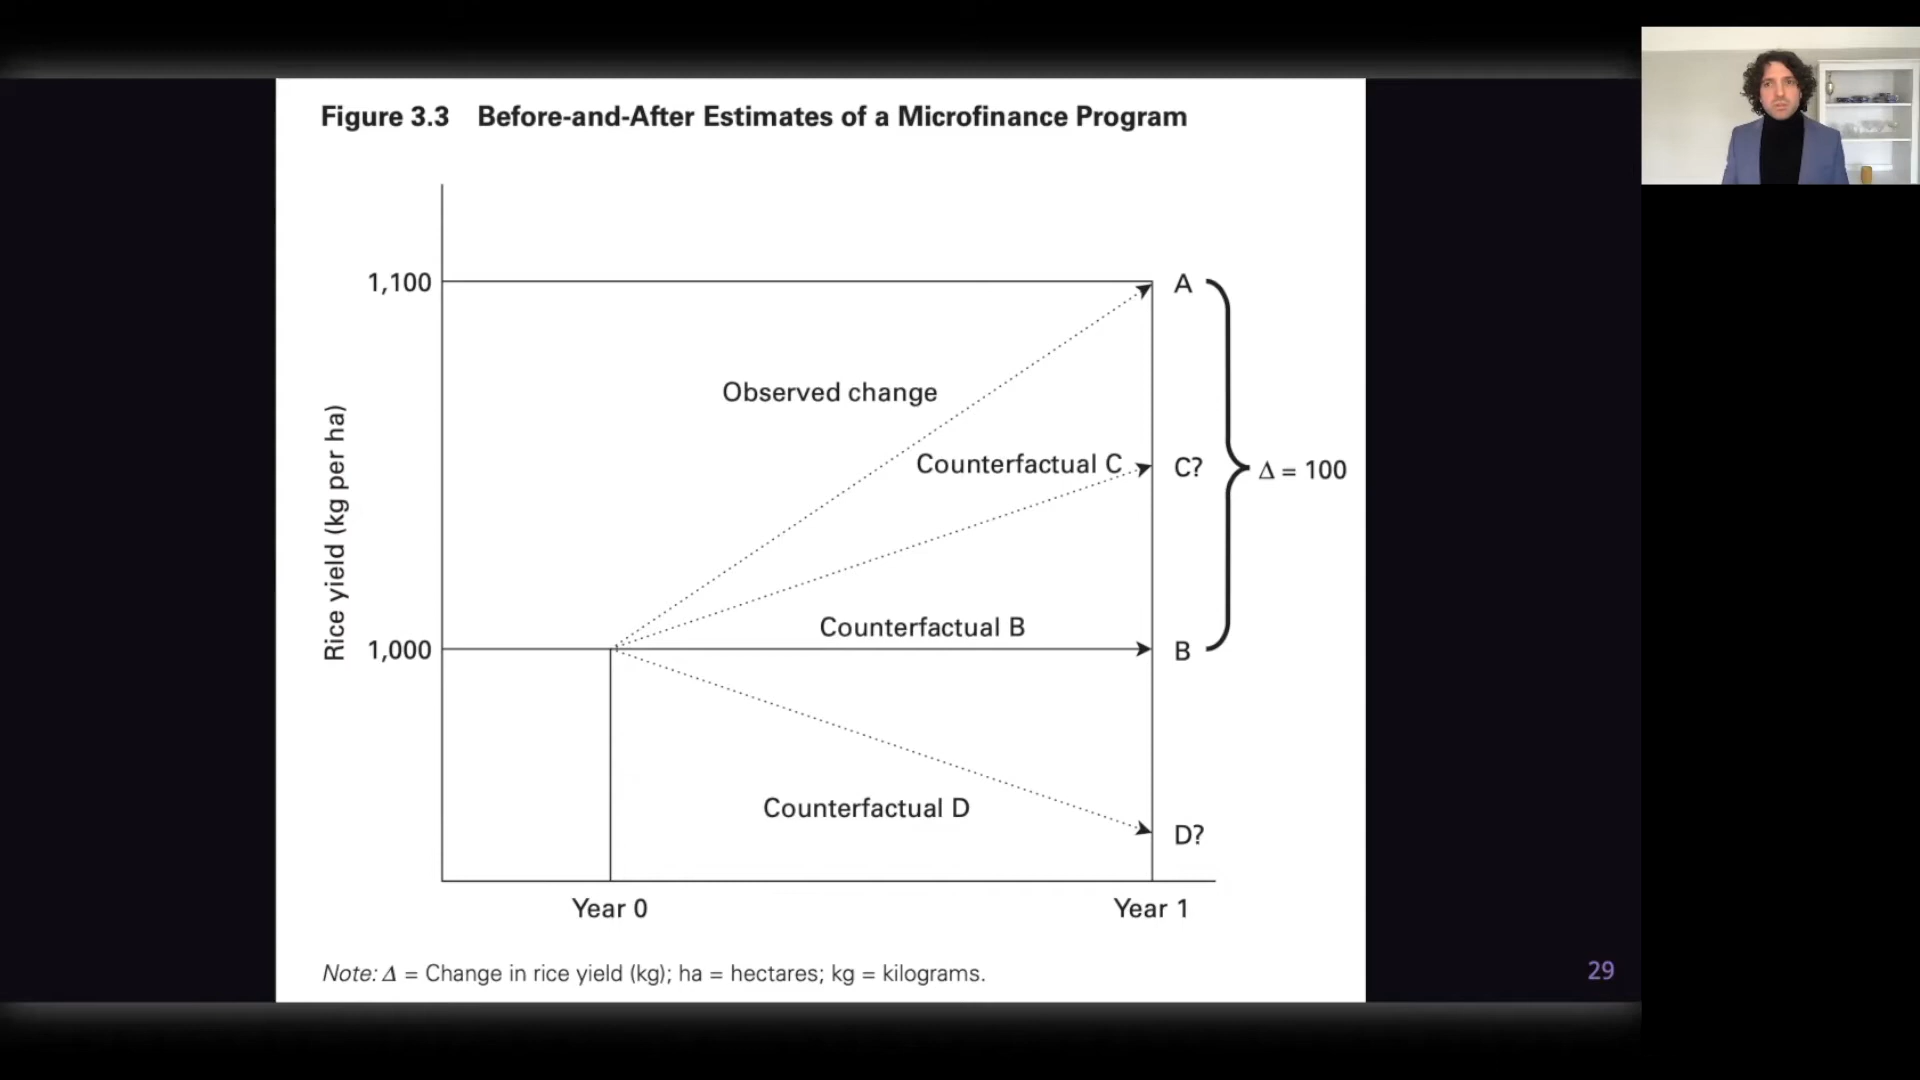 Figure 3.3 Before-and-After Estimates of a Microfinance Program
1,100
A
Observed change
Counterfactual C
C?
Δ = 100
Rice yield (kg per ha)
Counterfactual B
1,000
B
Counterfactual D
D?
Year 0
Year 1
Note: Δ = Change in rice yield (kg); ha = hectares; kg = kilograms.
29